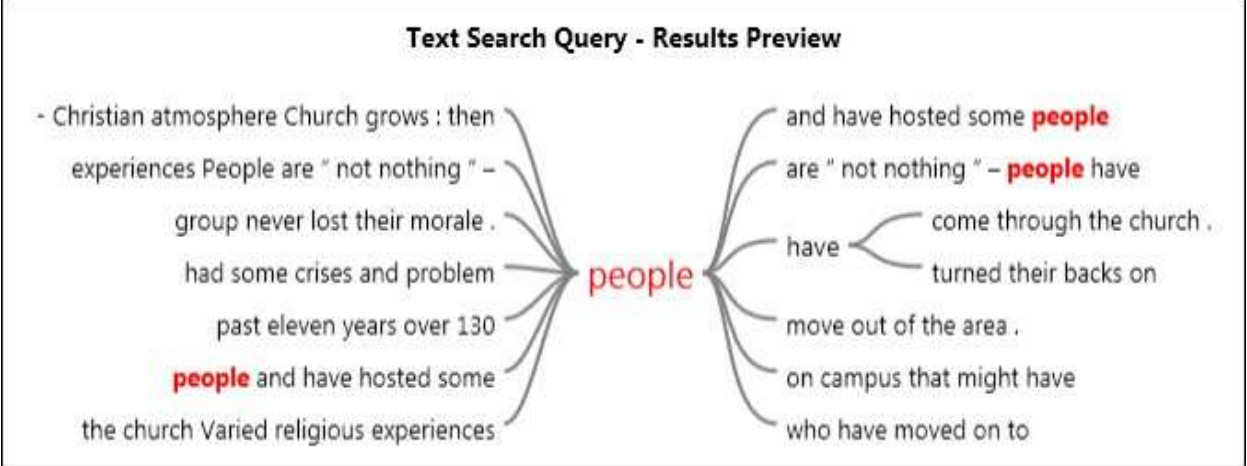 Text Search Query - Results Preview
- Christian atmosphere Church grows : then
experiences People are " not nothing " –
group never lost their morale .
had some crises and problem
past eleven years over 130
people and have hosted some
the church Varied religious experiences
people
and have hosted some people
are " not nothing " – people have
have
come through the church .
turned their backs on
move out of the area .
on campus that might have
who have moved on to